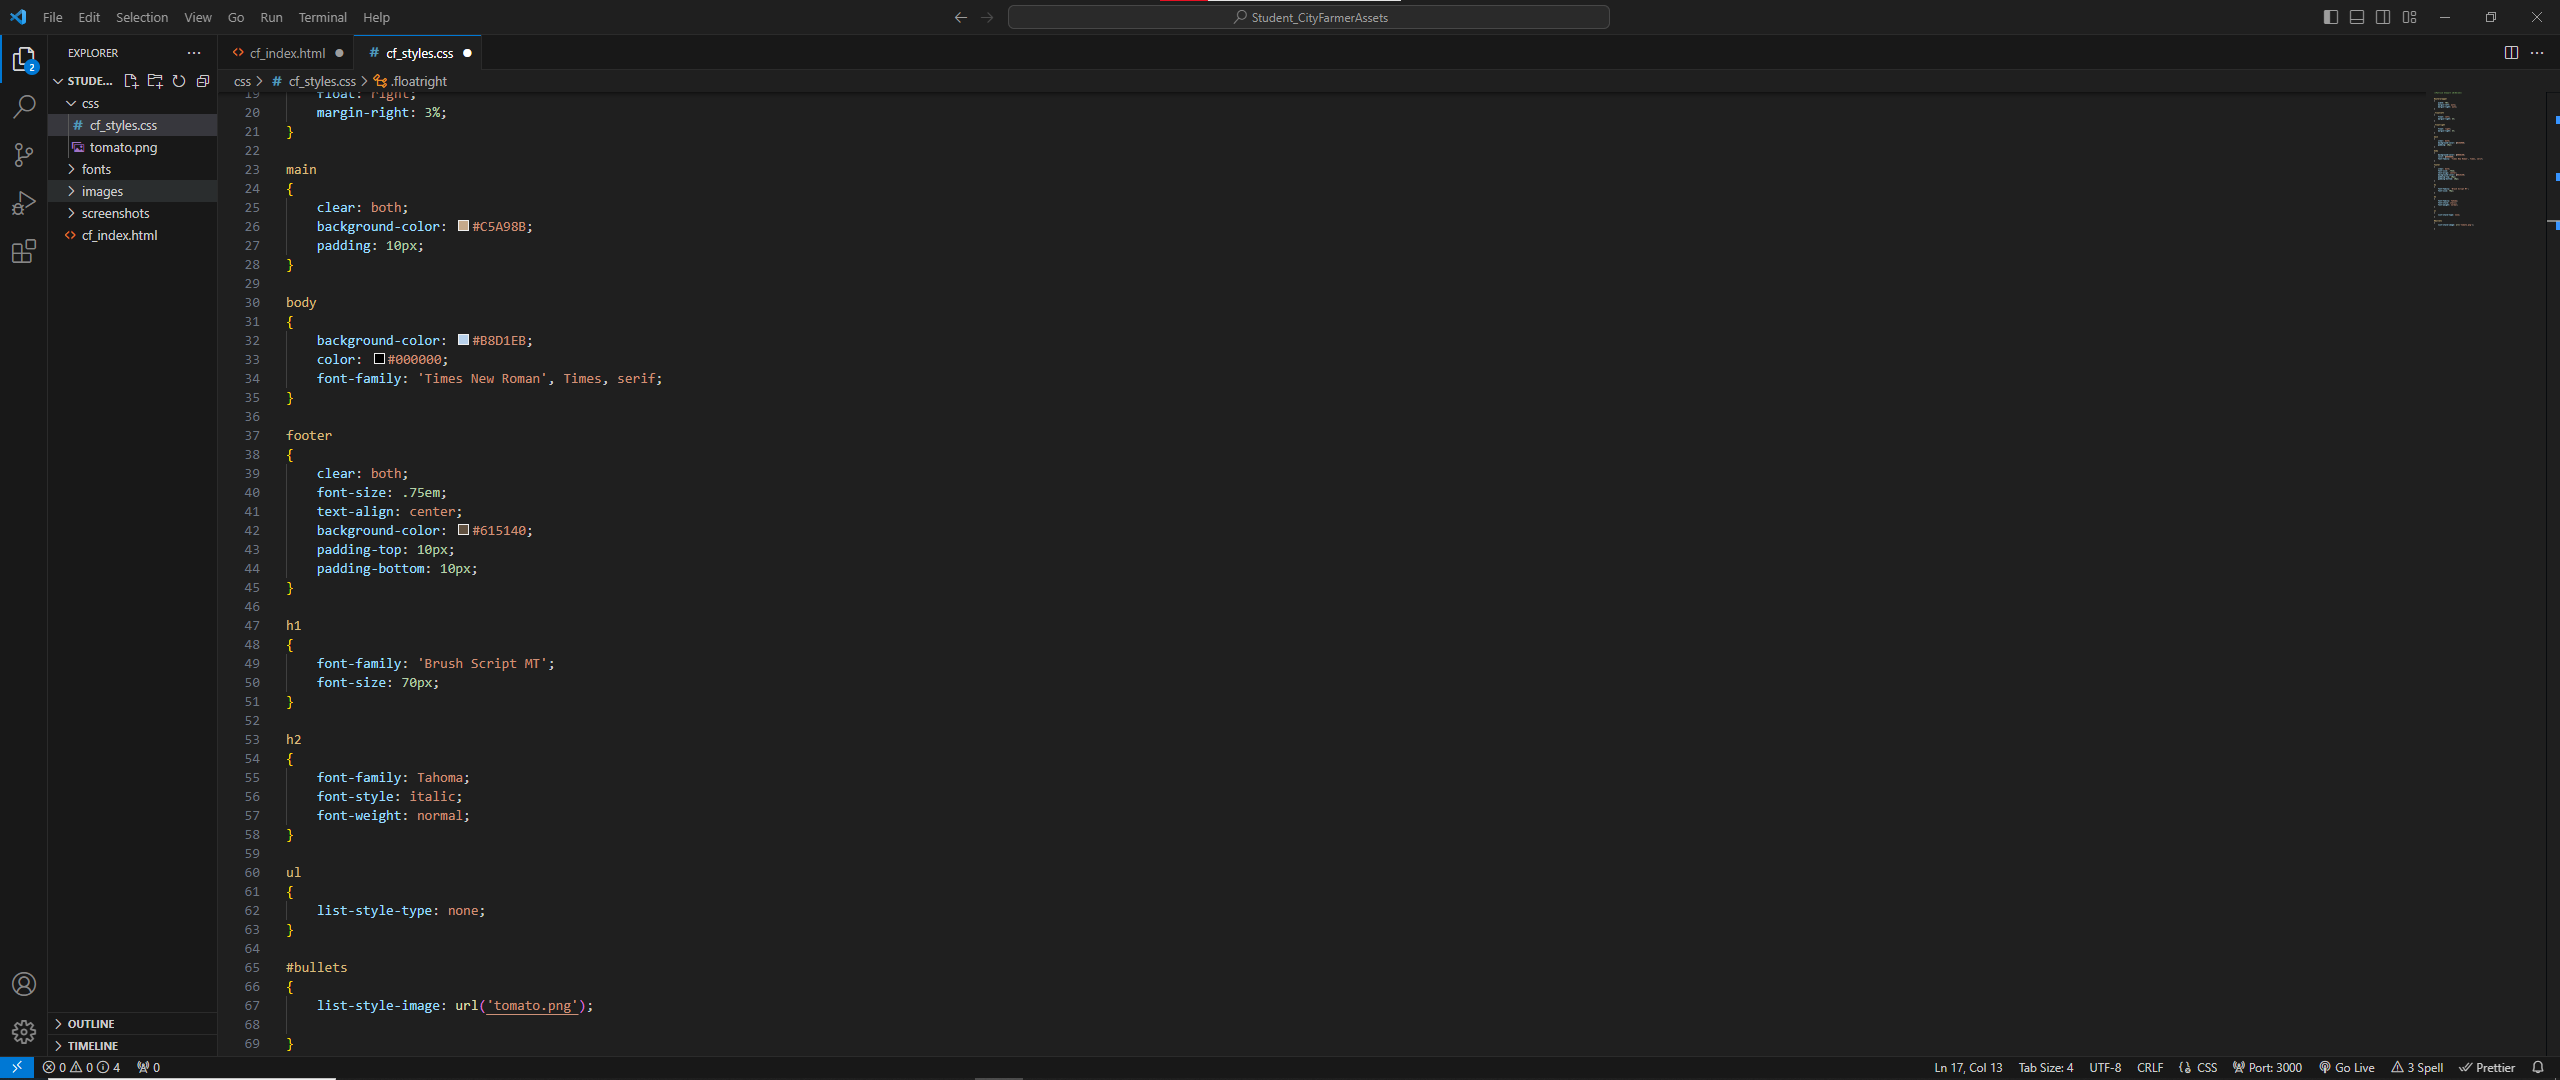 File Edit Selection View Go Run Terminal Help
Student_CityFarmerAssets
EXPLORER
cf_index.html
cf_styles.css
STUDE...
css > cf_styles.css > .floatright
2
css
cf_styles.css
tomato.png
fonts
images
screenshots
cf_index.html
19 float: right;
20 margin-right: 3%;
21 }
22
23 main
24 {
25 clear: both;
26 background-color: #C5A98B;
27 padding: 10px;
28 }
29
30 body
31 {
32 background-color: #B8D1EB;
33 color: #000000;
34 font-family: 'Times New Roman', Times, serif;
35 }
36
37 footer
38 {
39 clear: both;
40 font-size: .75em;
41 text-align: center;
42 background-color: #615140;
43 padding-top: 10px;
44 padding-bottom: 10px;
45 }
46
47 h1
48 {
49 font-family: 'Brush Script MT';
50 font-size: 70px;
51 }
52
53 h2
54 {
55 font-family: Tahoma;
56 font-style: italic;
57 font-weight: normal;
58 }
59
60 ul
61 {
62 list-style-type: none;
63 }
64
65 #bullets
66 {
67 list-style-image: url('tomato.png');
68
69 }
OUTLINE
TIMELINE
0 0 4 0
Ln 17, Col 13 Tab Size: 4 UTF-8 CRLF CSS Port: 3000 Go Live 3 Spell Prettier